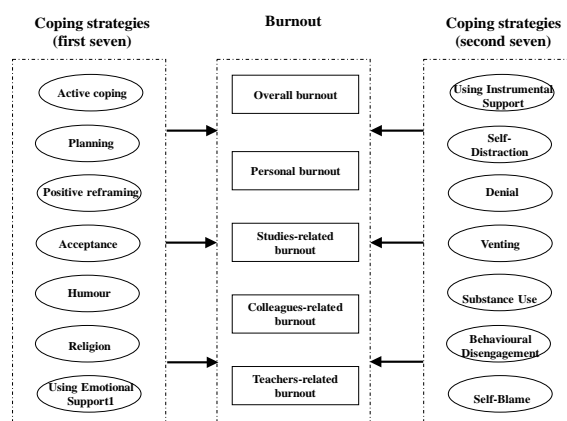 Coping strategies
(first seven)
Active coping
Planning
Positive reframing
Acceptance
Humour
Religion
Using Emotional
Support1
Burnout
Overall burnout
Personal burnout
Studies-related
burnout
Colleagues-related
burnout
Teachers-related
burnout
Coping strategies
(second seven)
Using Instrumental
Support
Self-
Distraction
Denial
Venting
Substance Use
Behavioural
Disengagement
Self-Blame